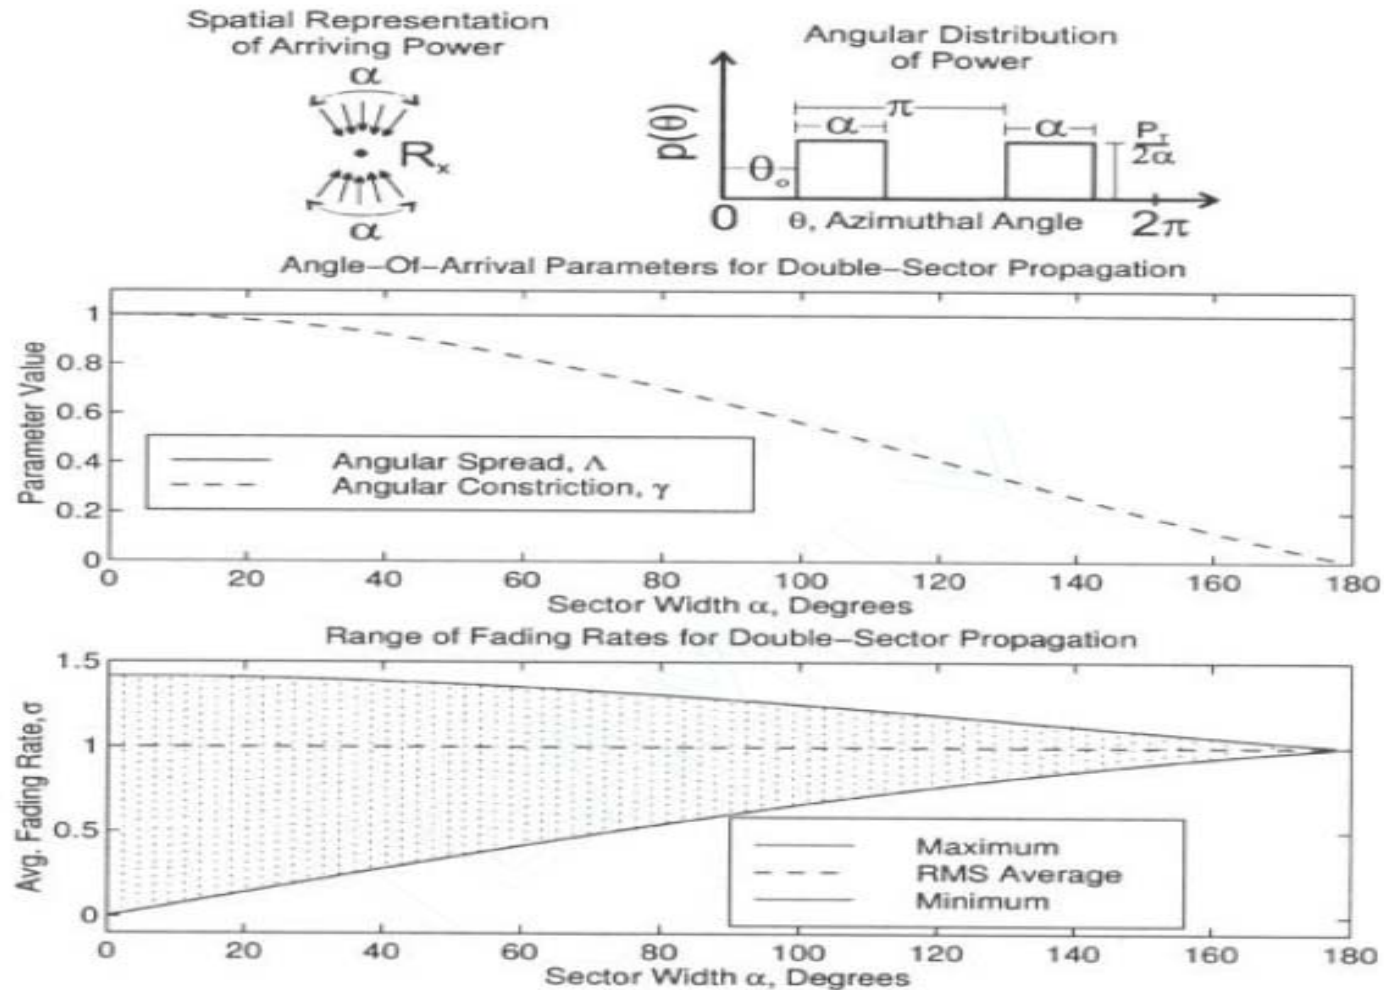 Spatial Representation
of Arriving Power
α
Rx
α
Angular Distribution
of Power
p(θ)
π
α
α
P_T
2α
θ₀
0
θ, Azimuthal Angle
2π
Angle-Of-Arrival Parameters for Double-Sector Propagation
Parameter Value
1
0.8
0.6
0.4
0.2
0
Angular Spread, Λ
Angular Constriction, γ
0 20 40 60 80 100 120 140 160 180
Sector Width α, Degrees
Range of Fading Rates for Double-Sector Propagation
Avg. Fading Rate, σ
1.5
1
0.5
0
Maximum
RMS Average
Minimum
0 20 40 60 80 100 120 140 160 180
Sector Width α, Degrees